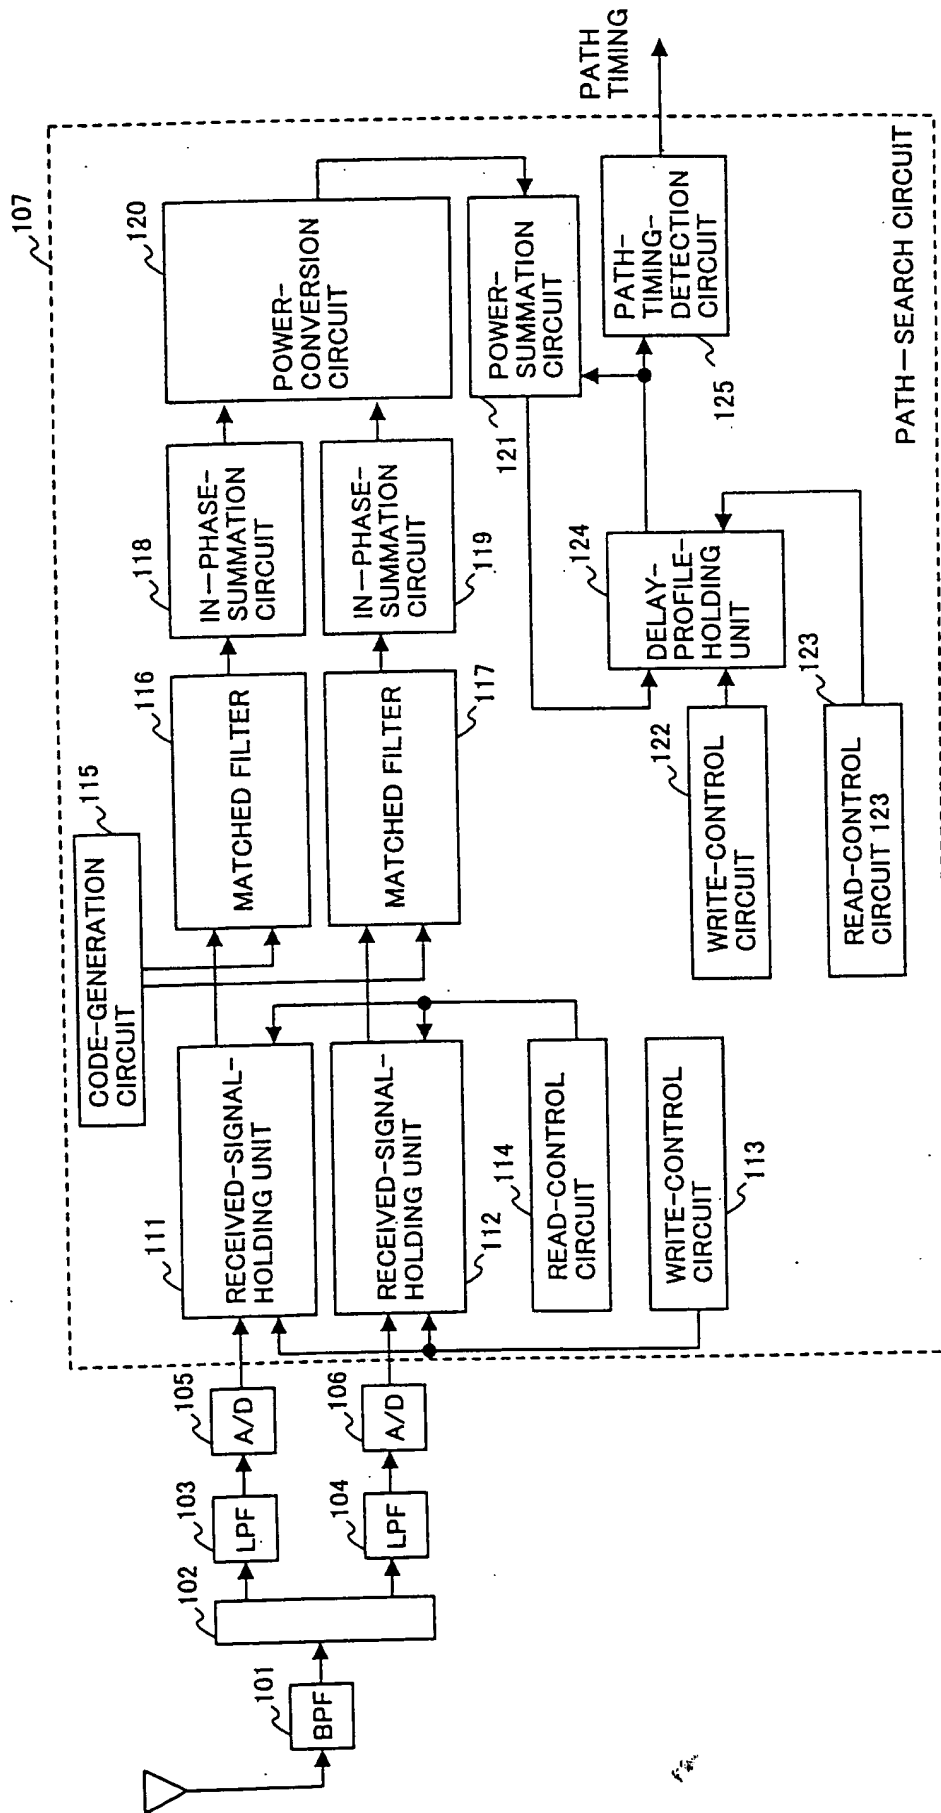 107
120
POWER-
CONVERSION
CIRCUIT
118
IN-PHASE-
SUMMATION
CIRCUIT
IN-PHASE-
SUMMATION
CIRCUIT
119
115
CODE-GENERATION
CIRCUIT
116
MATCHED FILTER
MATCHED FILTER
117
111
RECEIVED-SIGNAL-
HOLDING UNIT
RECEIVED-SIGNAL-
HOLDING UNIT
112
105
A/D
106
A/D
103
LPF
104
LPF
102
101
BPF
POWER-
SUMMATION
CIRCUIT
121
PATH-
TIMING-
DETECTION
CIRCUIT
125
PATH
TIMING
124
DELAY-
PROFILE-
HOLDING
UNIT
122
WRITE-CONTROL
CIRCUIT
123
READ-CONTROL
CIRCUIT 123
114
READ-CONTROL
CIRCUIT
WRITE-CONTROL
CIRCUIT
113
PATH-SEARCH CIRCUIT